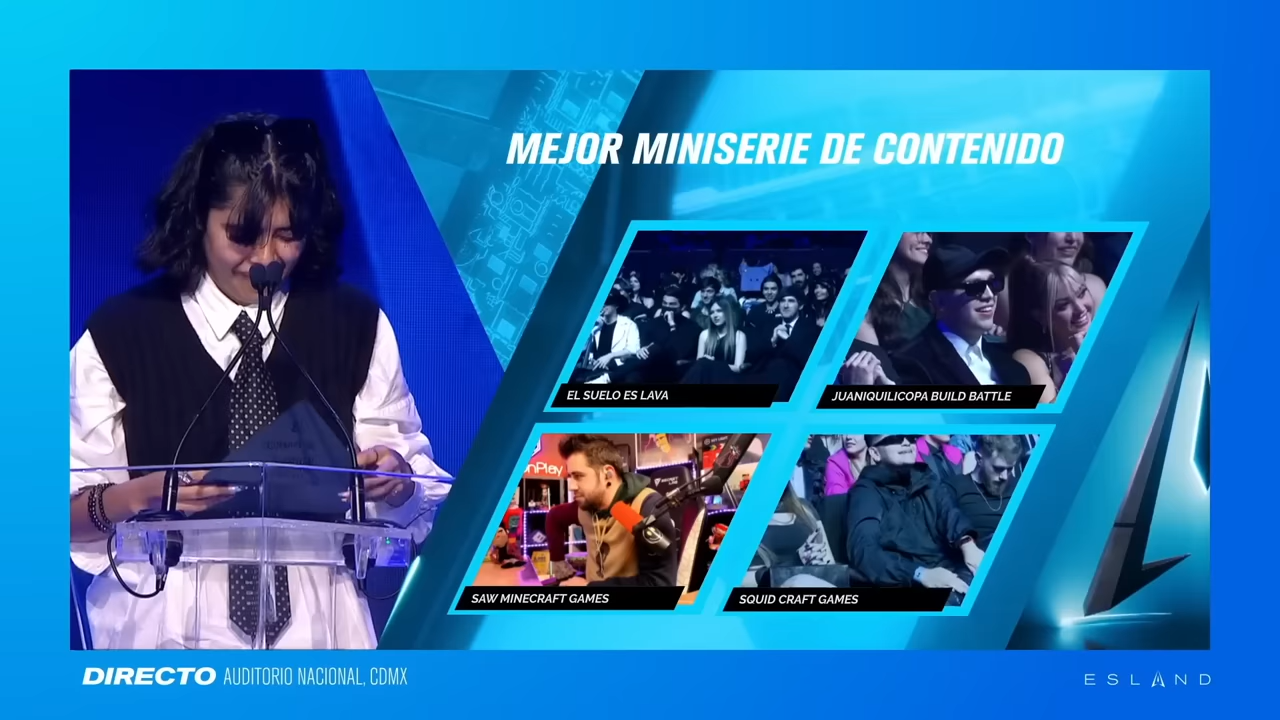 MEJOR MINISERIE DE CONTENIDO
EL SUELO ES LAVA
JUANIQUILICOPA BUILD BATTLE
nPlay
SAW MINECRAFT GAMES
SQUID CRAFT GAMES
DIRECTO AUDITORIO NACIONAL, CDMX
ESLAND